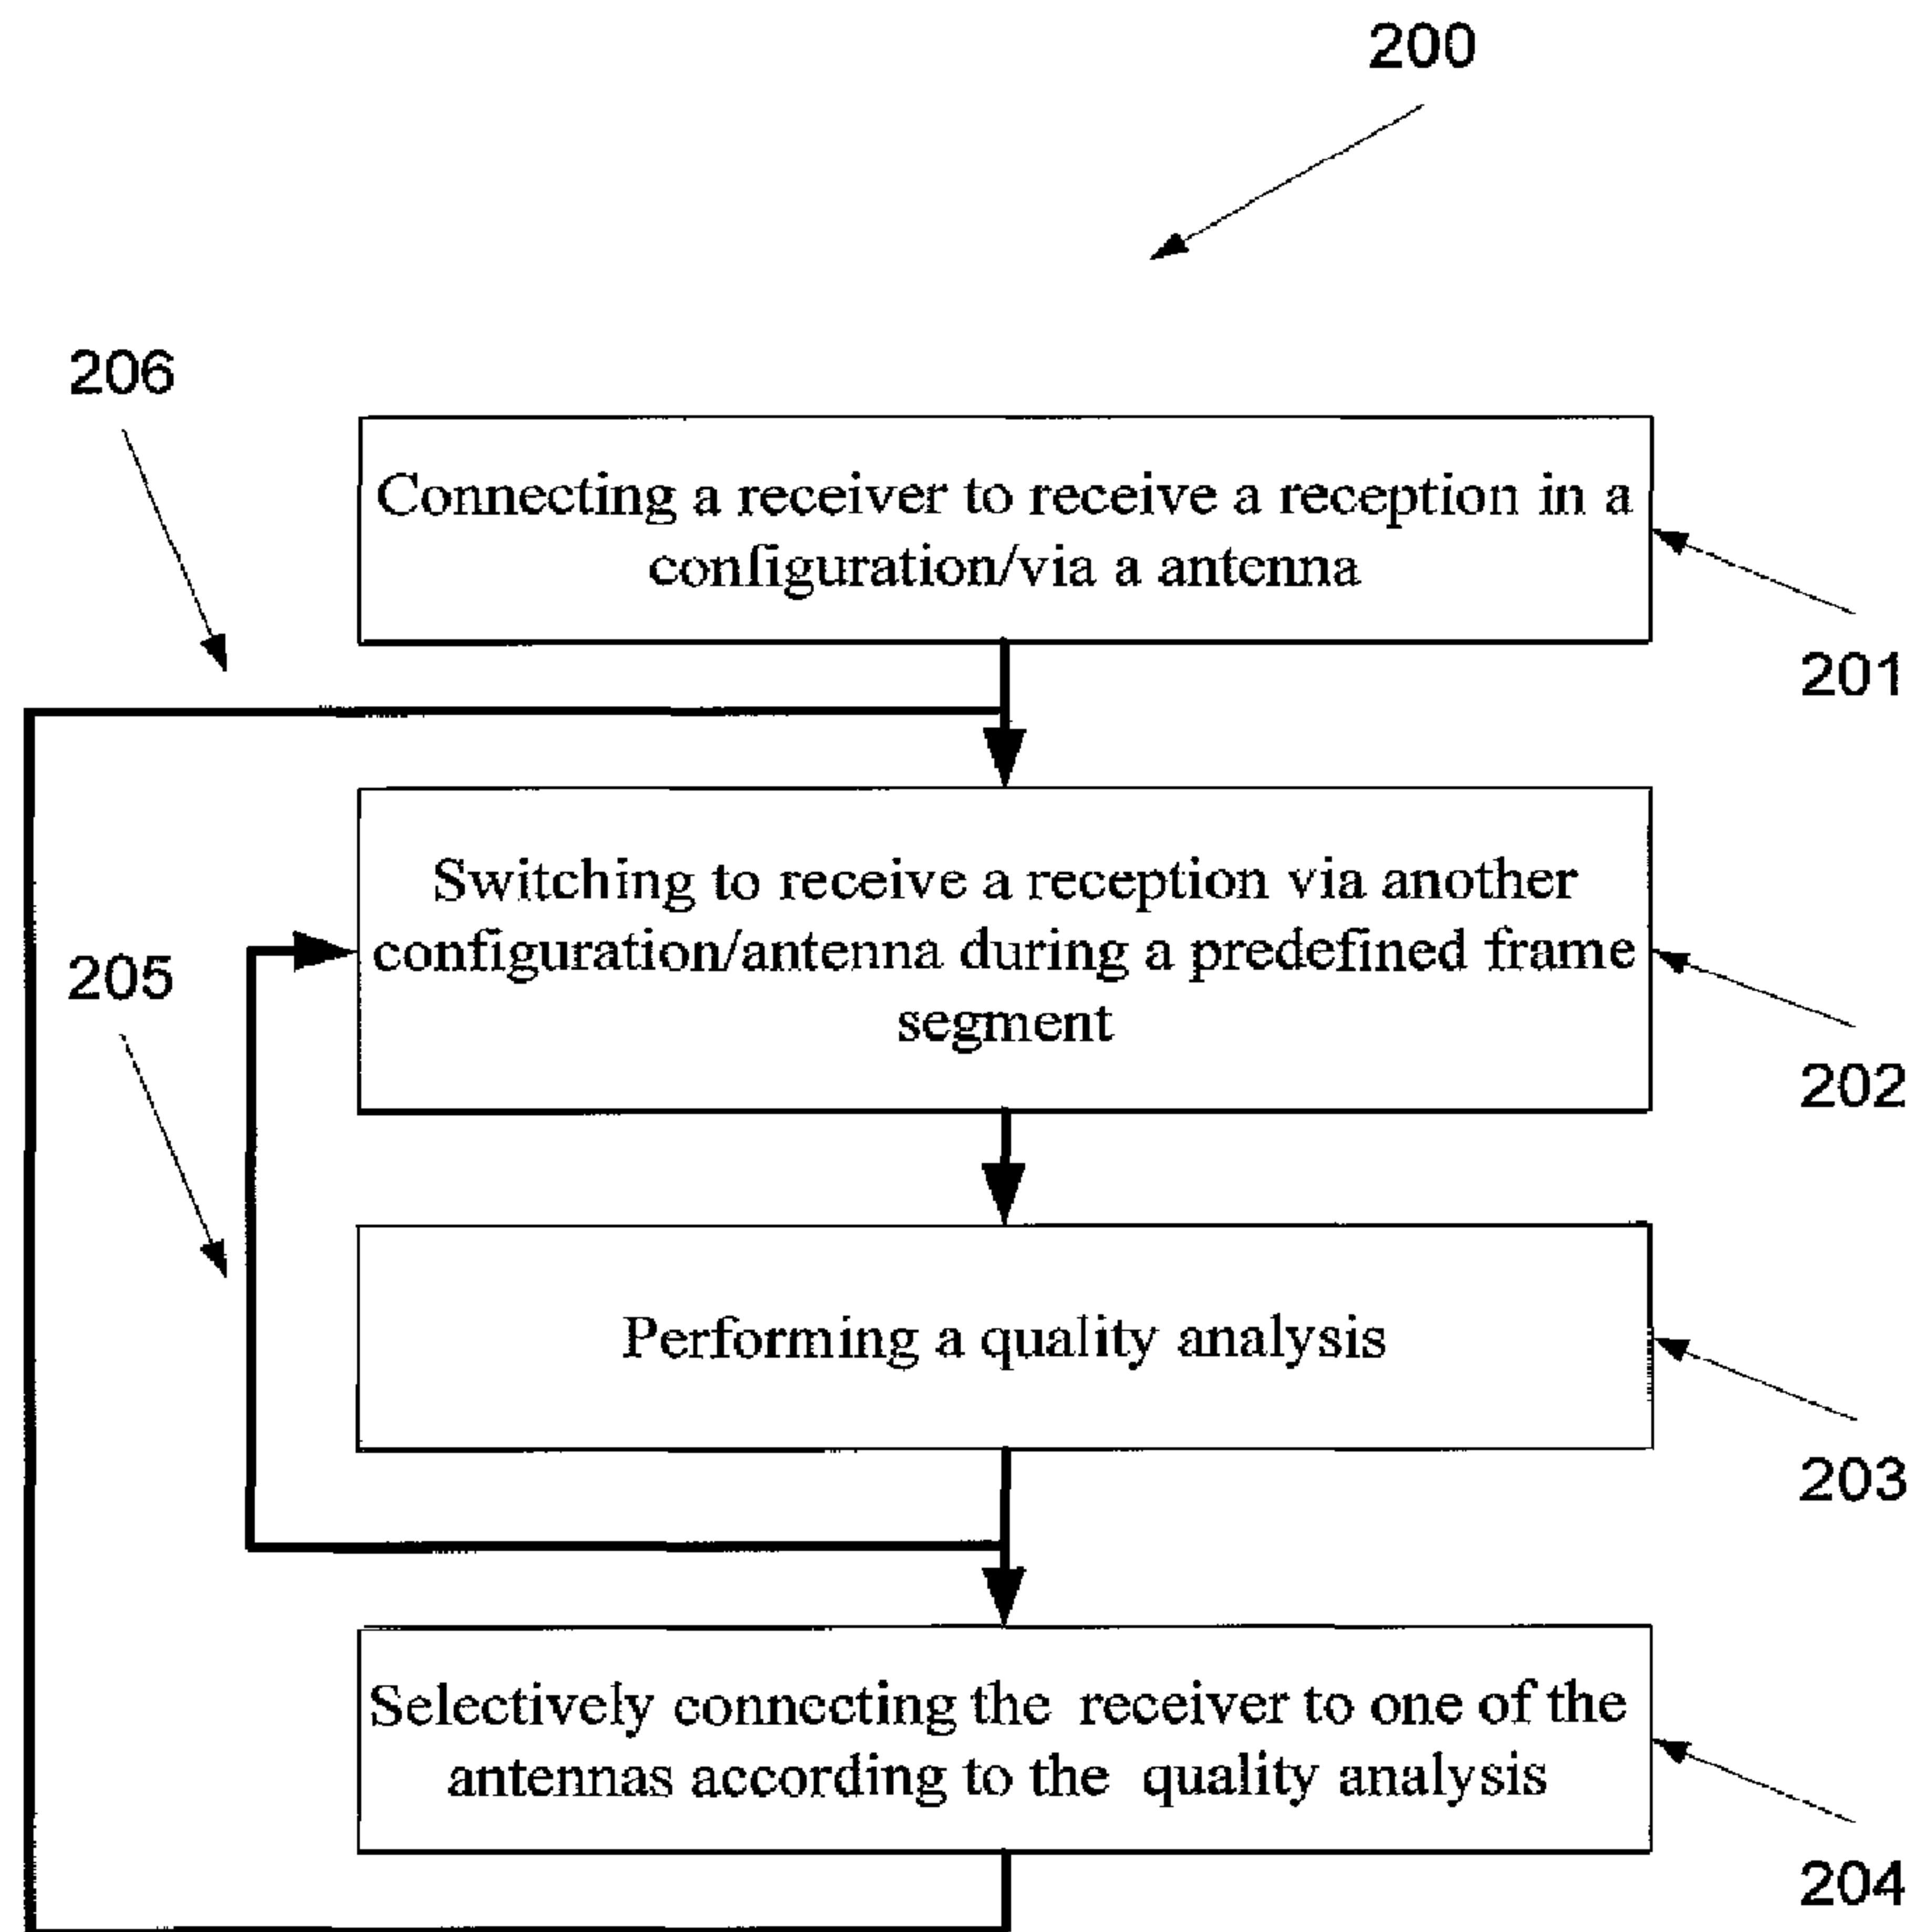 200
206
Connecting a receiver to receive a reception in a
configuration/via a antenna
201
Switching to receive a reception via another
configuration/antenna during a predefined frame
segment
205
202
Performing a quality analysis
203
Selectively connecting the receiver to one of the
antennas according to the quality analysis
204